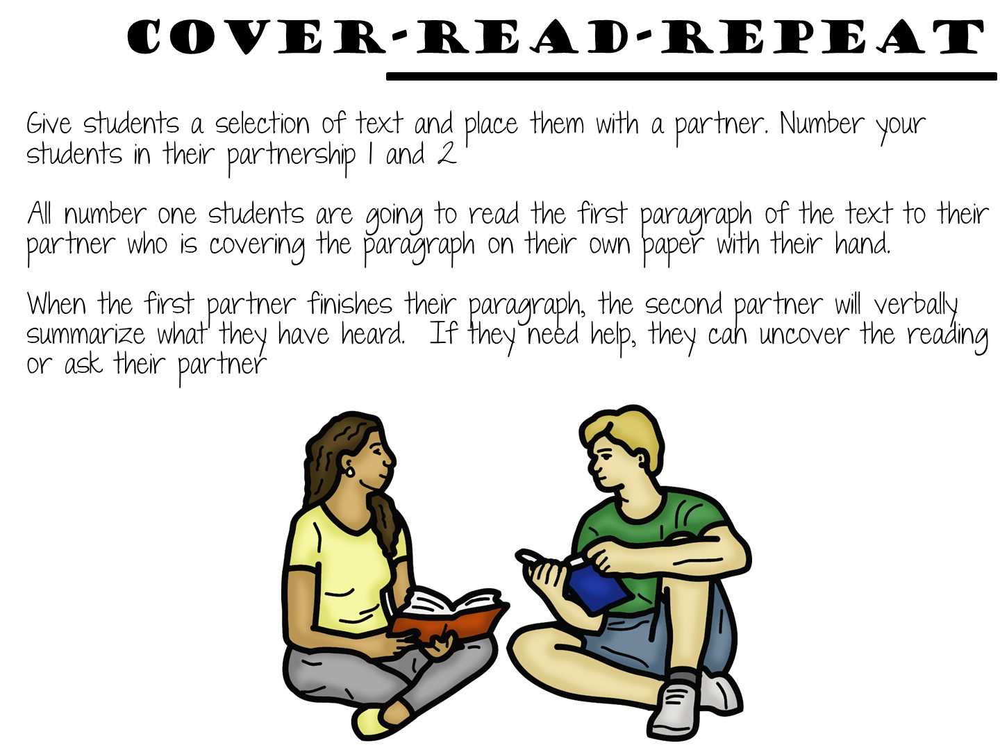 COVER-READ-REPEAT
Give students a selection of text and place them with a partner. Number your
students in their partnership 1 and 2
All number one students are going to read the first paragraph of the text to their
partner who is covering the paragraph on their own paper with their hand.
When the first partner finishes their paragraph, the second partner will verbally
summarize what they have heard.  If they need help, they can uncover the reading
or ask their partner